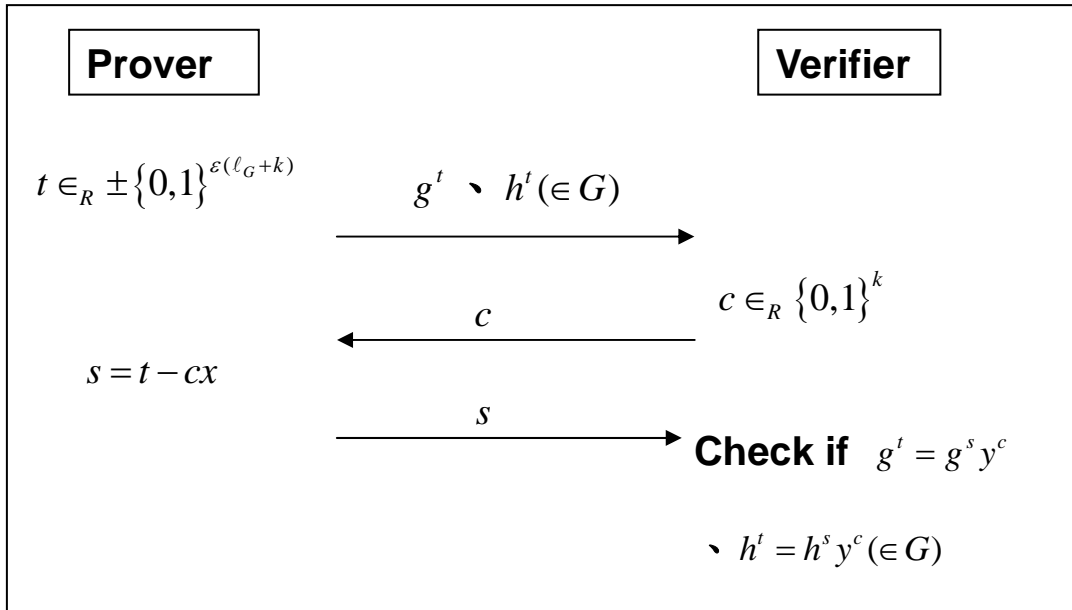 Prover
Verifier
t ∈_R ±{0,1}^{ε(ℓ_G+k)}
g^t 、 h^t (∈ G)
c ∈_R {0,1}^k
c
s = t − cx
s
Check if g^t = g^s y^c
、 h^t = h^s y^c (∈ G)